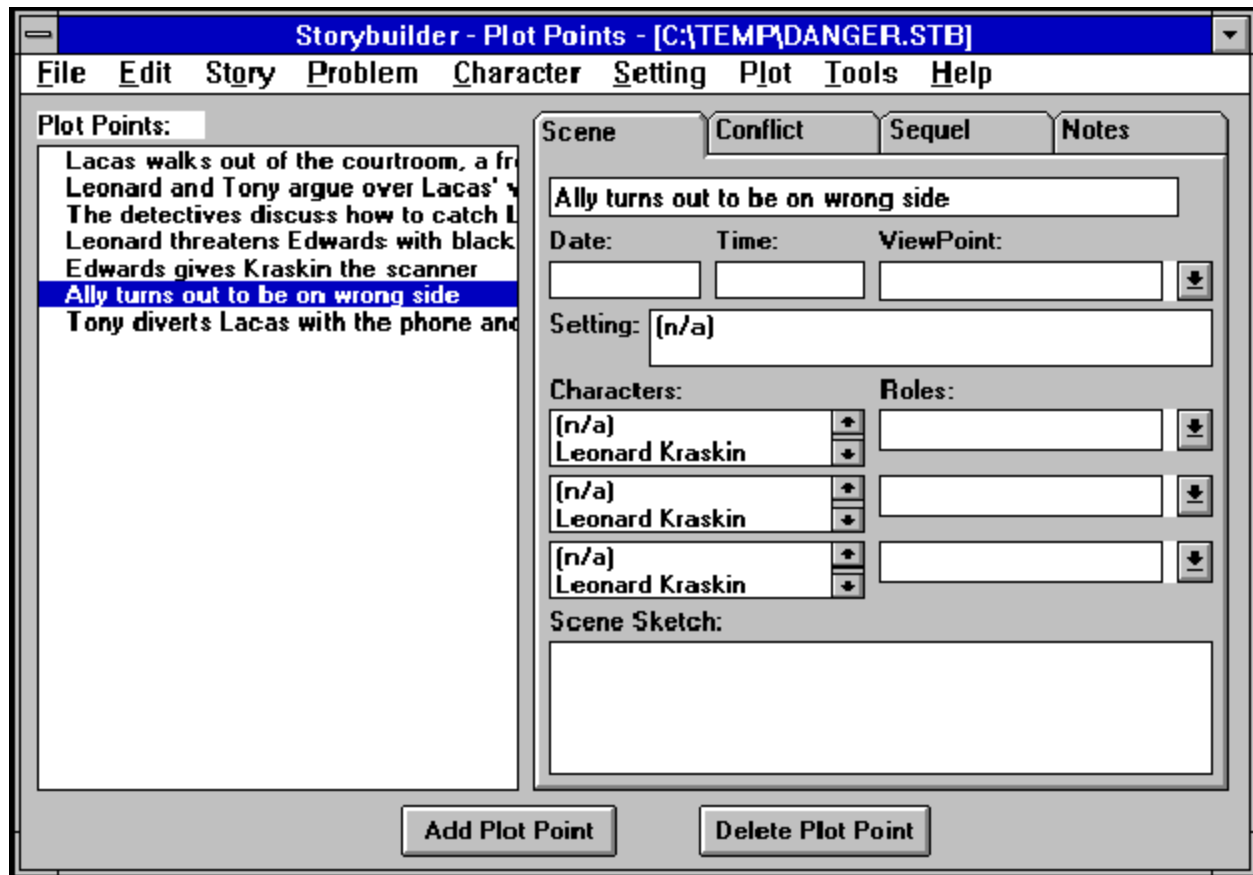 Storybuilder - Plot Points - [C:\TEMP\DANGER.STB]
File Edit Story Problem Character Setting Plot Tools Help
Plot Points:
Lacas walks out of the courtroom, a fr
Leonard and Tony argue over Lacas'
The detectives discuss how to catch L
Leonard threatens Edwards with black
Edwards gives Kraskin the scanner
Ally turns out to be on wrong side
Tony diverts Lacas with the phone and
Scene Conflict Sequel Notes
Ally turns out to be on wrong side
Date: Time: ViewPoint:
Setting: (n/a)
Characters: Roles:
(n/a)
Leonard Kraskin
(n/a)
Leonard Kraskin
(n/a)
Leonard Kraskin
Scene Sketch:
Add Plot Point Delete Plot Point